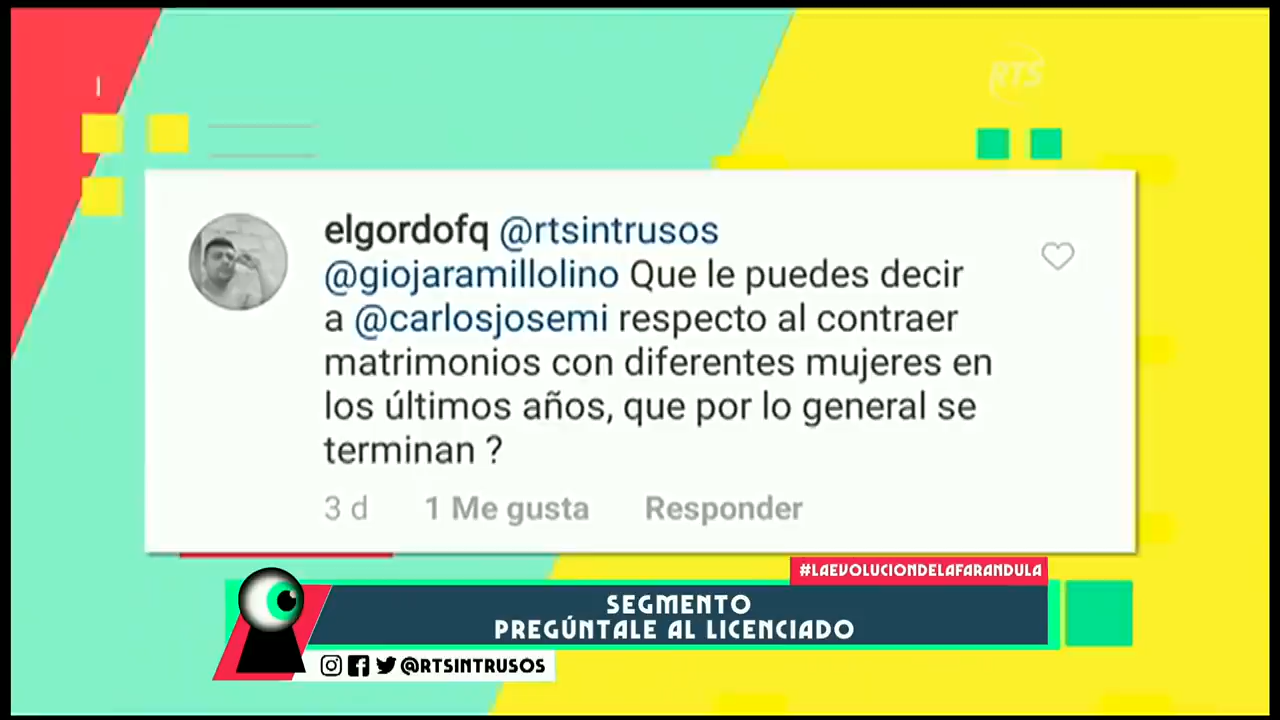 RTS
elgordofq @rtsintrusos
@giojaramillolino Que le puedes decir
a @carlosjosemi respecto al contraer
matrimonios con diferentes mujeres en
los últimos años, que por lo general se
terminan ?
3 d 1 Me gusta Responder
#LAEVOLUCIONDELAFARANDULA
SEGMENTO
PREGÚNTALE AL LICENCIADO
@RTSINTRUSOS